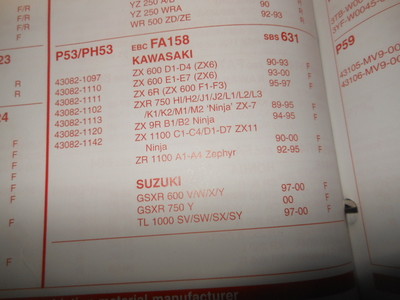 YZ 250 A/D
YZ 250 WRA
WR 500 ZD/ZE 92-93 R
F
F/R
F/R
F
23
R
R
24
F
F
F
F
F
F
F
P53/PH53
43082-1097
43082-1110
43082-1111
43082-1102
43082-1113
43082-1120
43082-1142
EBC FA158 SBS 631
KAWASAKI
ZX 600 D1-D4 (ZX6) 90-93 F
ZX 600 E1-E7 (ZX6) 93-00 F
ZX 6R (ZX 600 F1-F3) 95-97 F
ZXR 750 HI/H2/J1/J2/L1/L2/L3
/K1/K2/M1/M2 'Ninja' ZX-7 89-95 F
ZX 9R B1/B2 Ninja 94-95 F
ZX 1100 C1-C4/D1-D7 ZX11
Ninja 90-00 F
ZR 1100 A1-A4 Zephyr 92-95 F
SUZUKI
GSXR 600 V/W/X/Y 97-00 F
GSXR 750 Y 00 F
TL 1000 SV/SW/SX/SY 97-00 F
P59
43105-MV9-00
43106-MV9-00
material manufacturer